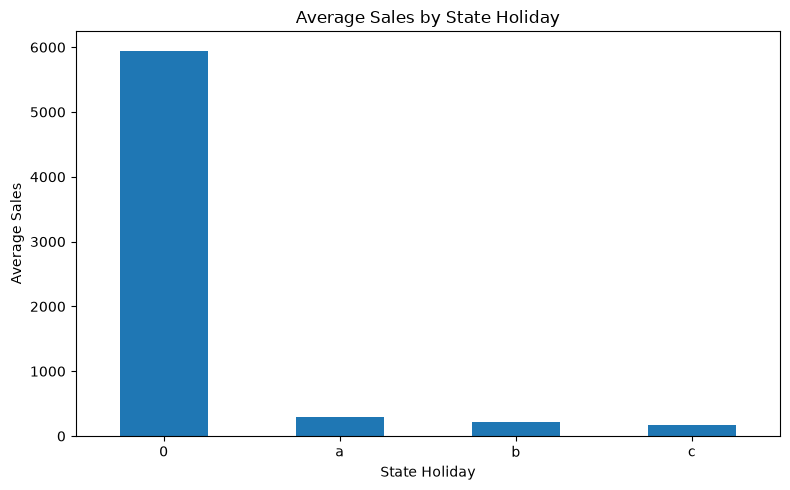 Average Sales by State Holiday
6000
5000
4000
3000
2000
1000
0
Average Sales
0 a b c
State Holiday